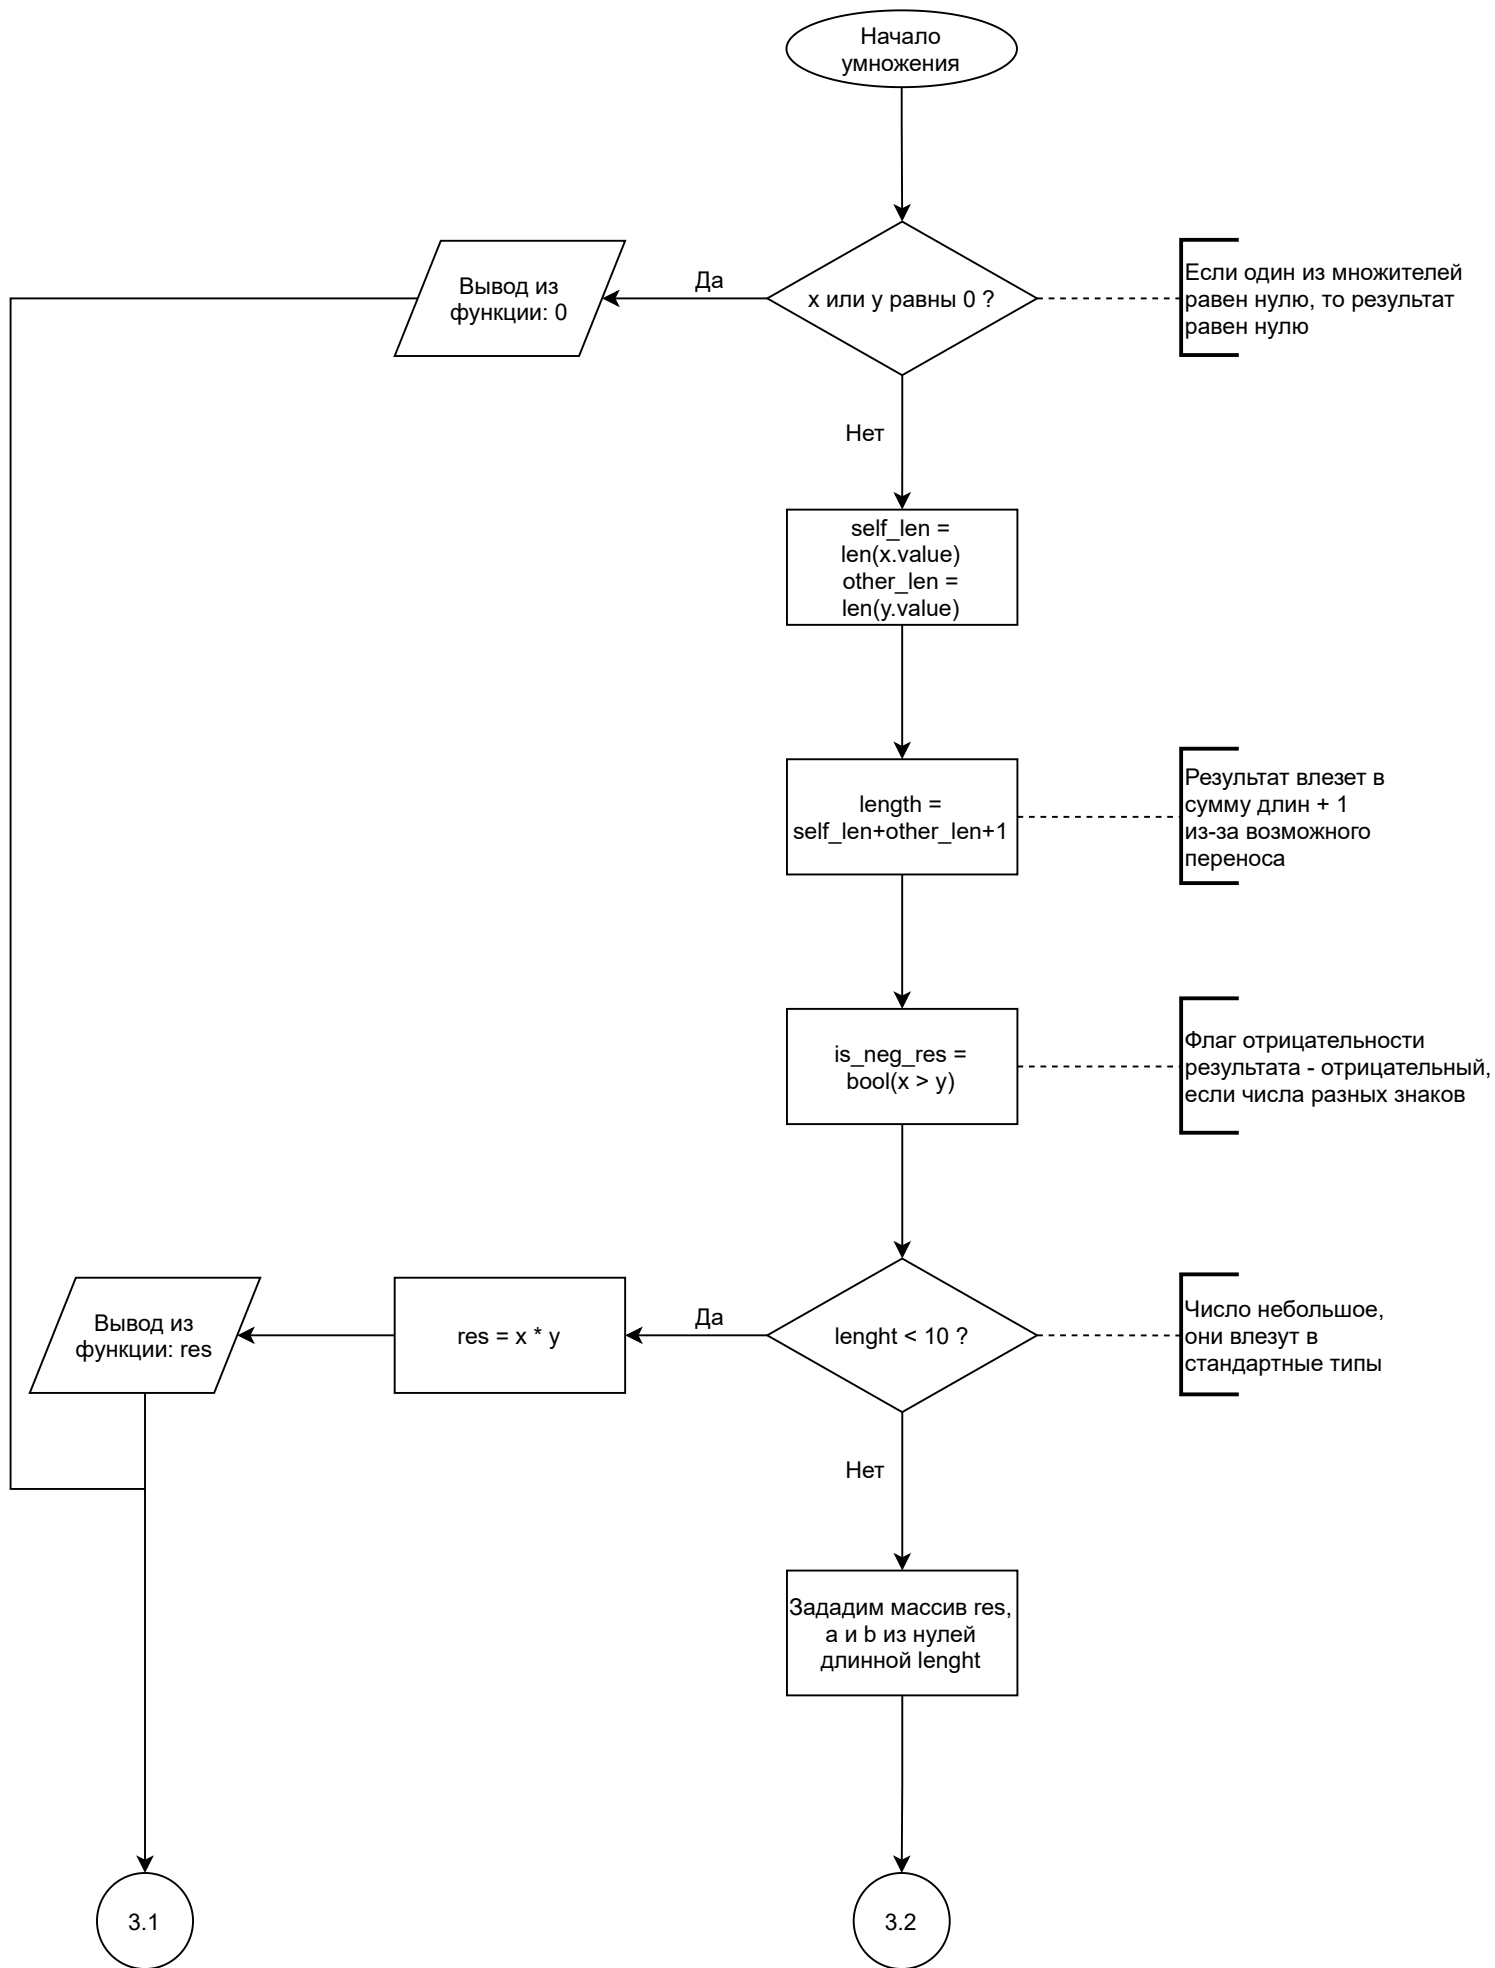 Начало
умножения
Да
Вывод из
функции: 0
x или y равны 0 ?
Если один из множителей
равен нулю, то результат
равен нулю
Нет
self_len =
len(x.value)
other_len =
len(y.value)
length =
self_len+other_len+1
Результат влезет в
сумму длин + 1
из-за возможного
переноса
is_neg_res =
bool(x > y)
Флаг отрицательности
результата - отрицательный,
если числа разных знаков
Вывод из
функции: res
res = x * y
Да
lenght < 10 ?
Число небольшое,
они влезут в
стандартные типы
Нет
Зададим массив res,
a и b из нулей
длинной lenght
3.1
3.2